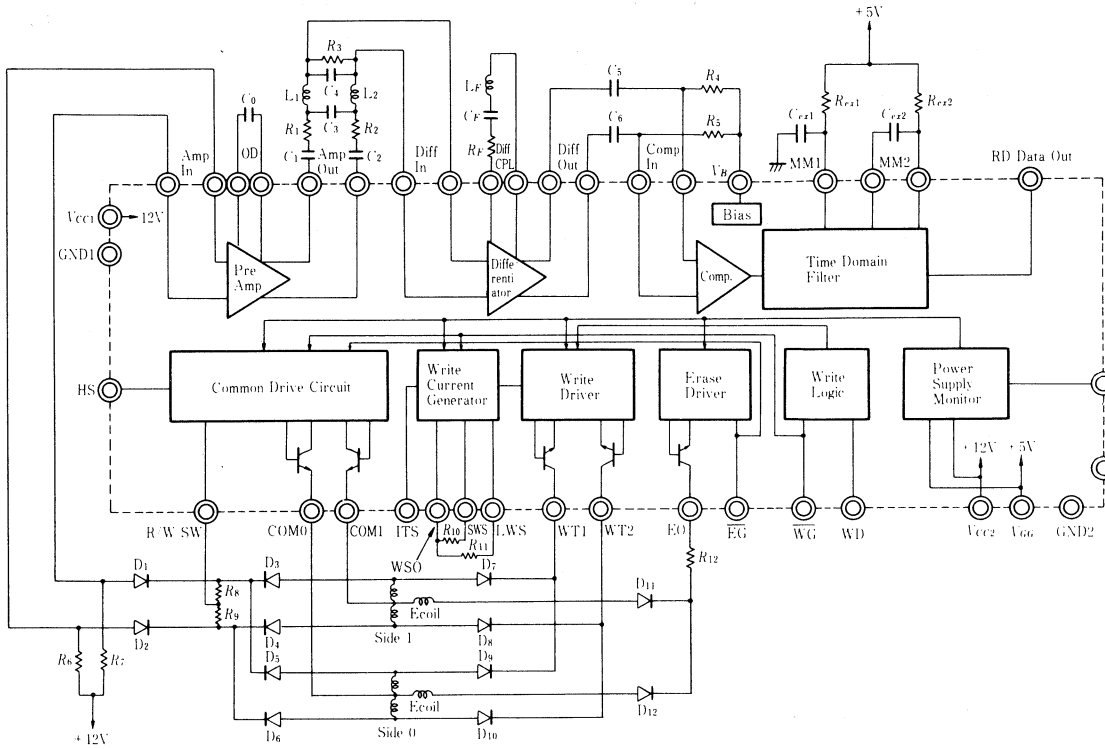 +5V
R3
C4
L1 L2
C3
R1 R2
C1 C2
C0
OD
Amp In
Amp Out
Diff In
LF
CF
RF
Diff CPL
C5
C6
Diff Out
Comp In
R4
R5
VB
Bias
Rex1
Cex1
Rex2
Cex2
MM1
MM2
RD Data Out
VCC1
12V
GND1
Pre Amp
Differentiator
Comp.
Time Domain Filter
HS
Common Drive Circuit
Write Current Generator
Write Driver
Erase Driver
Write Logic
Power Supply Monitor
+12V
+5V
R/W SW
COM0
COM1
ITS
R10
SWS
R11
LWS
WSO
WT1
WT2
EO
EG
WG
WD
VCC2
VGG
GND2
R12
D1
D3
D7
R8
R9
D2
D4
D8
Ecoil
D11
Side 1
D5
D9
R6
R7
Ecoil
D12
D6
Side 0
D10
+12V